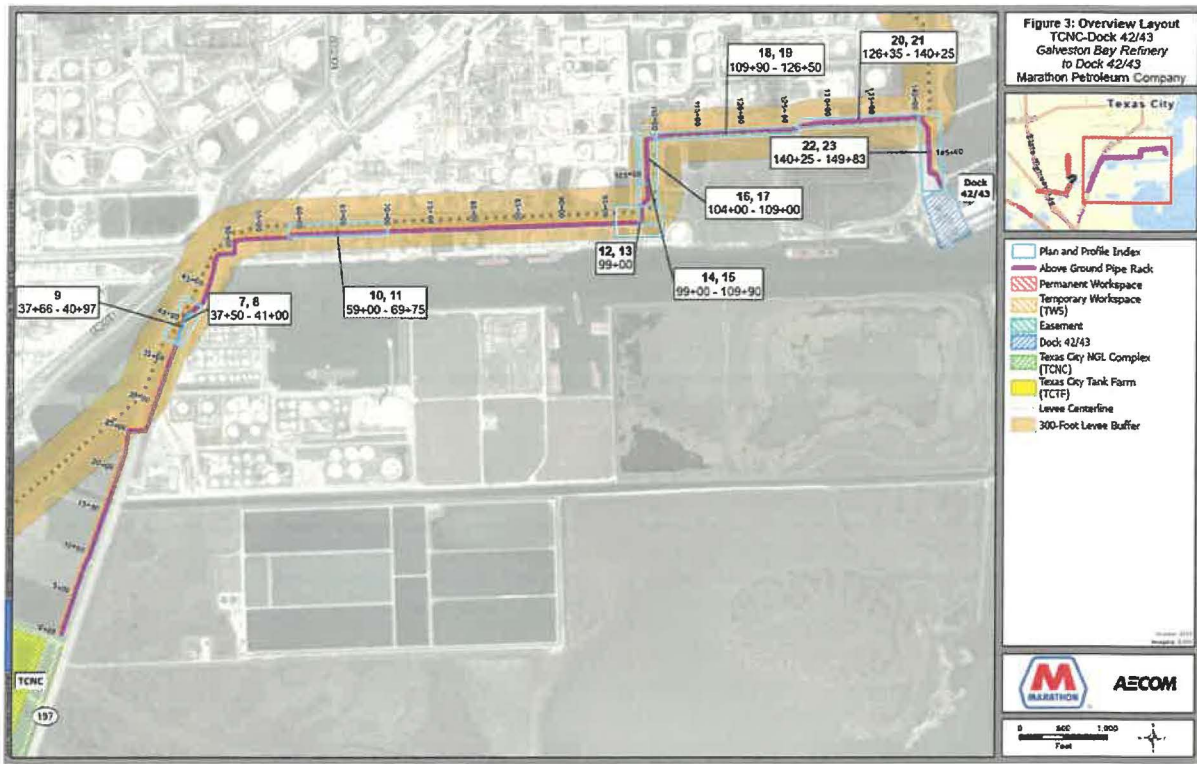 Figure 3: Overview Layout
TCNC-Dock 42/43
Galveston Bay Refinery
to Dock 42/43
Marathon Petroleum Company
Texas City
Plan and Profile Index
Above Ground Pipe Rack
Permanent Workspace
Temporary Workspace
(TWS)
Easement
Dock 42/43
Texas City NGL Complex
(TCNC)
Texas City Tank Farm
(TCTF)
Levee Centerline
300-Foot Levee Buffer
MARATHON
AECOM
0 500 1,000
Feet
20, 21
126+35 - 140+25
18, 19
109+90 - 126+50
22, 23
140+25 - 149+83
Dock
42/43
16, 17
104+00 - 109+00
12, 13
99+00
14, 15
99+00 - 109+90
10, 11
59+00 - 69+75
7, 8
37+50 - 41+00
9
37+66 - 40+97
TCNC
197